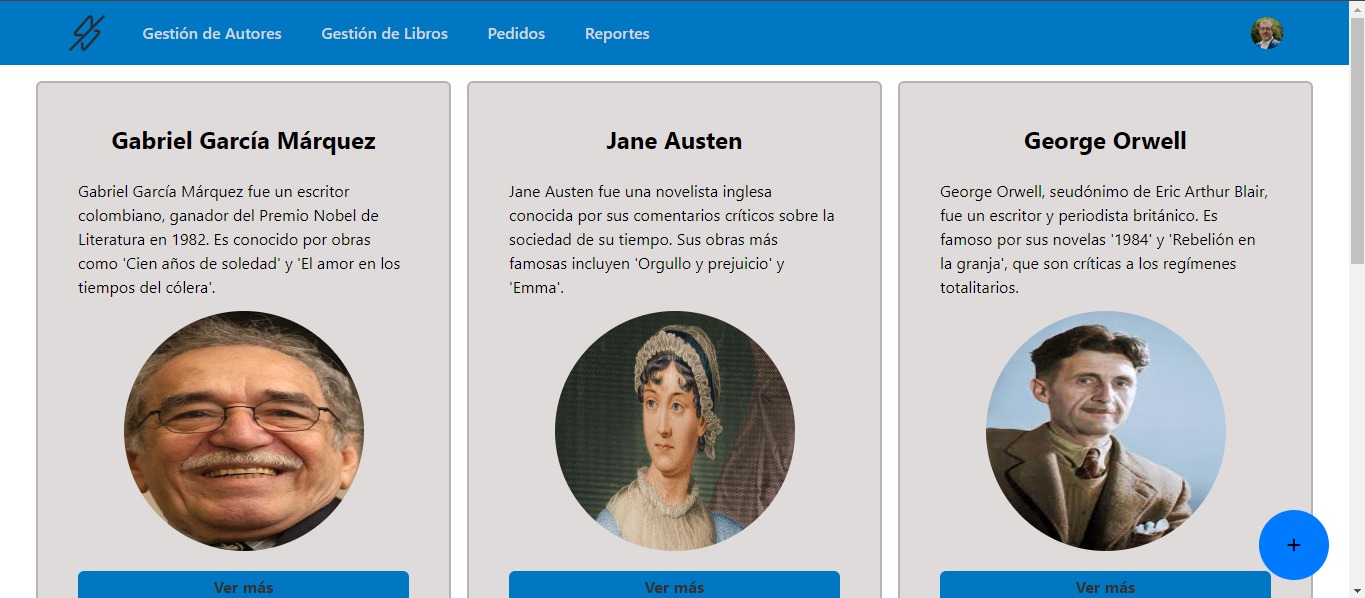 Gestión de Autores
Gestión de Libros
Pedidos
Reportes
Gabriel García Márquez
Gabriel García Márquez fue un escritor
colombiano, ganador del Premio Nobel de
Literatura en 1982. Es conocido por obras
como 'Cien años de soledad' y 'El amor en los
tiempos del cólera'.
Ver más
Jane Austen
Jane Austen fue una novelista inglesa
conocida por sus comentarios críticos sobre la
sociedad de su tiempo. Sus obras más
famosas incluyen 'Orgullo y prejuicio' y
'Emma'.
Ver más
George Orwell
George Orwell, seudónimo de Eric Arthur Blair,
fue un escritor y periodista británico. Es
famoso por sus novelas '1984' y 'Rebelión en
la granja', que son críticas a los regímenes
totalitarios.
Ver más
+